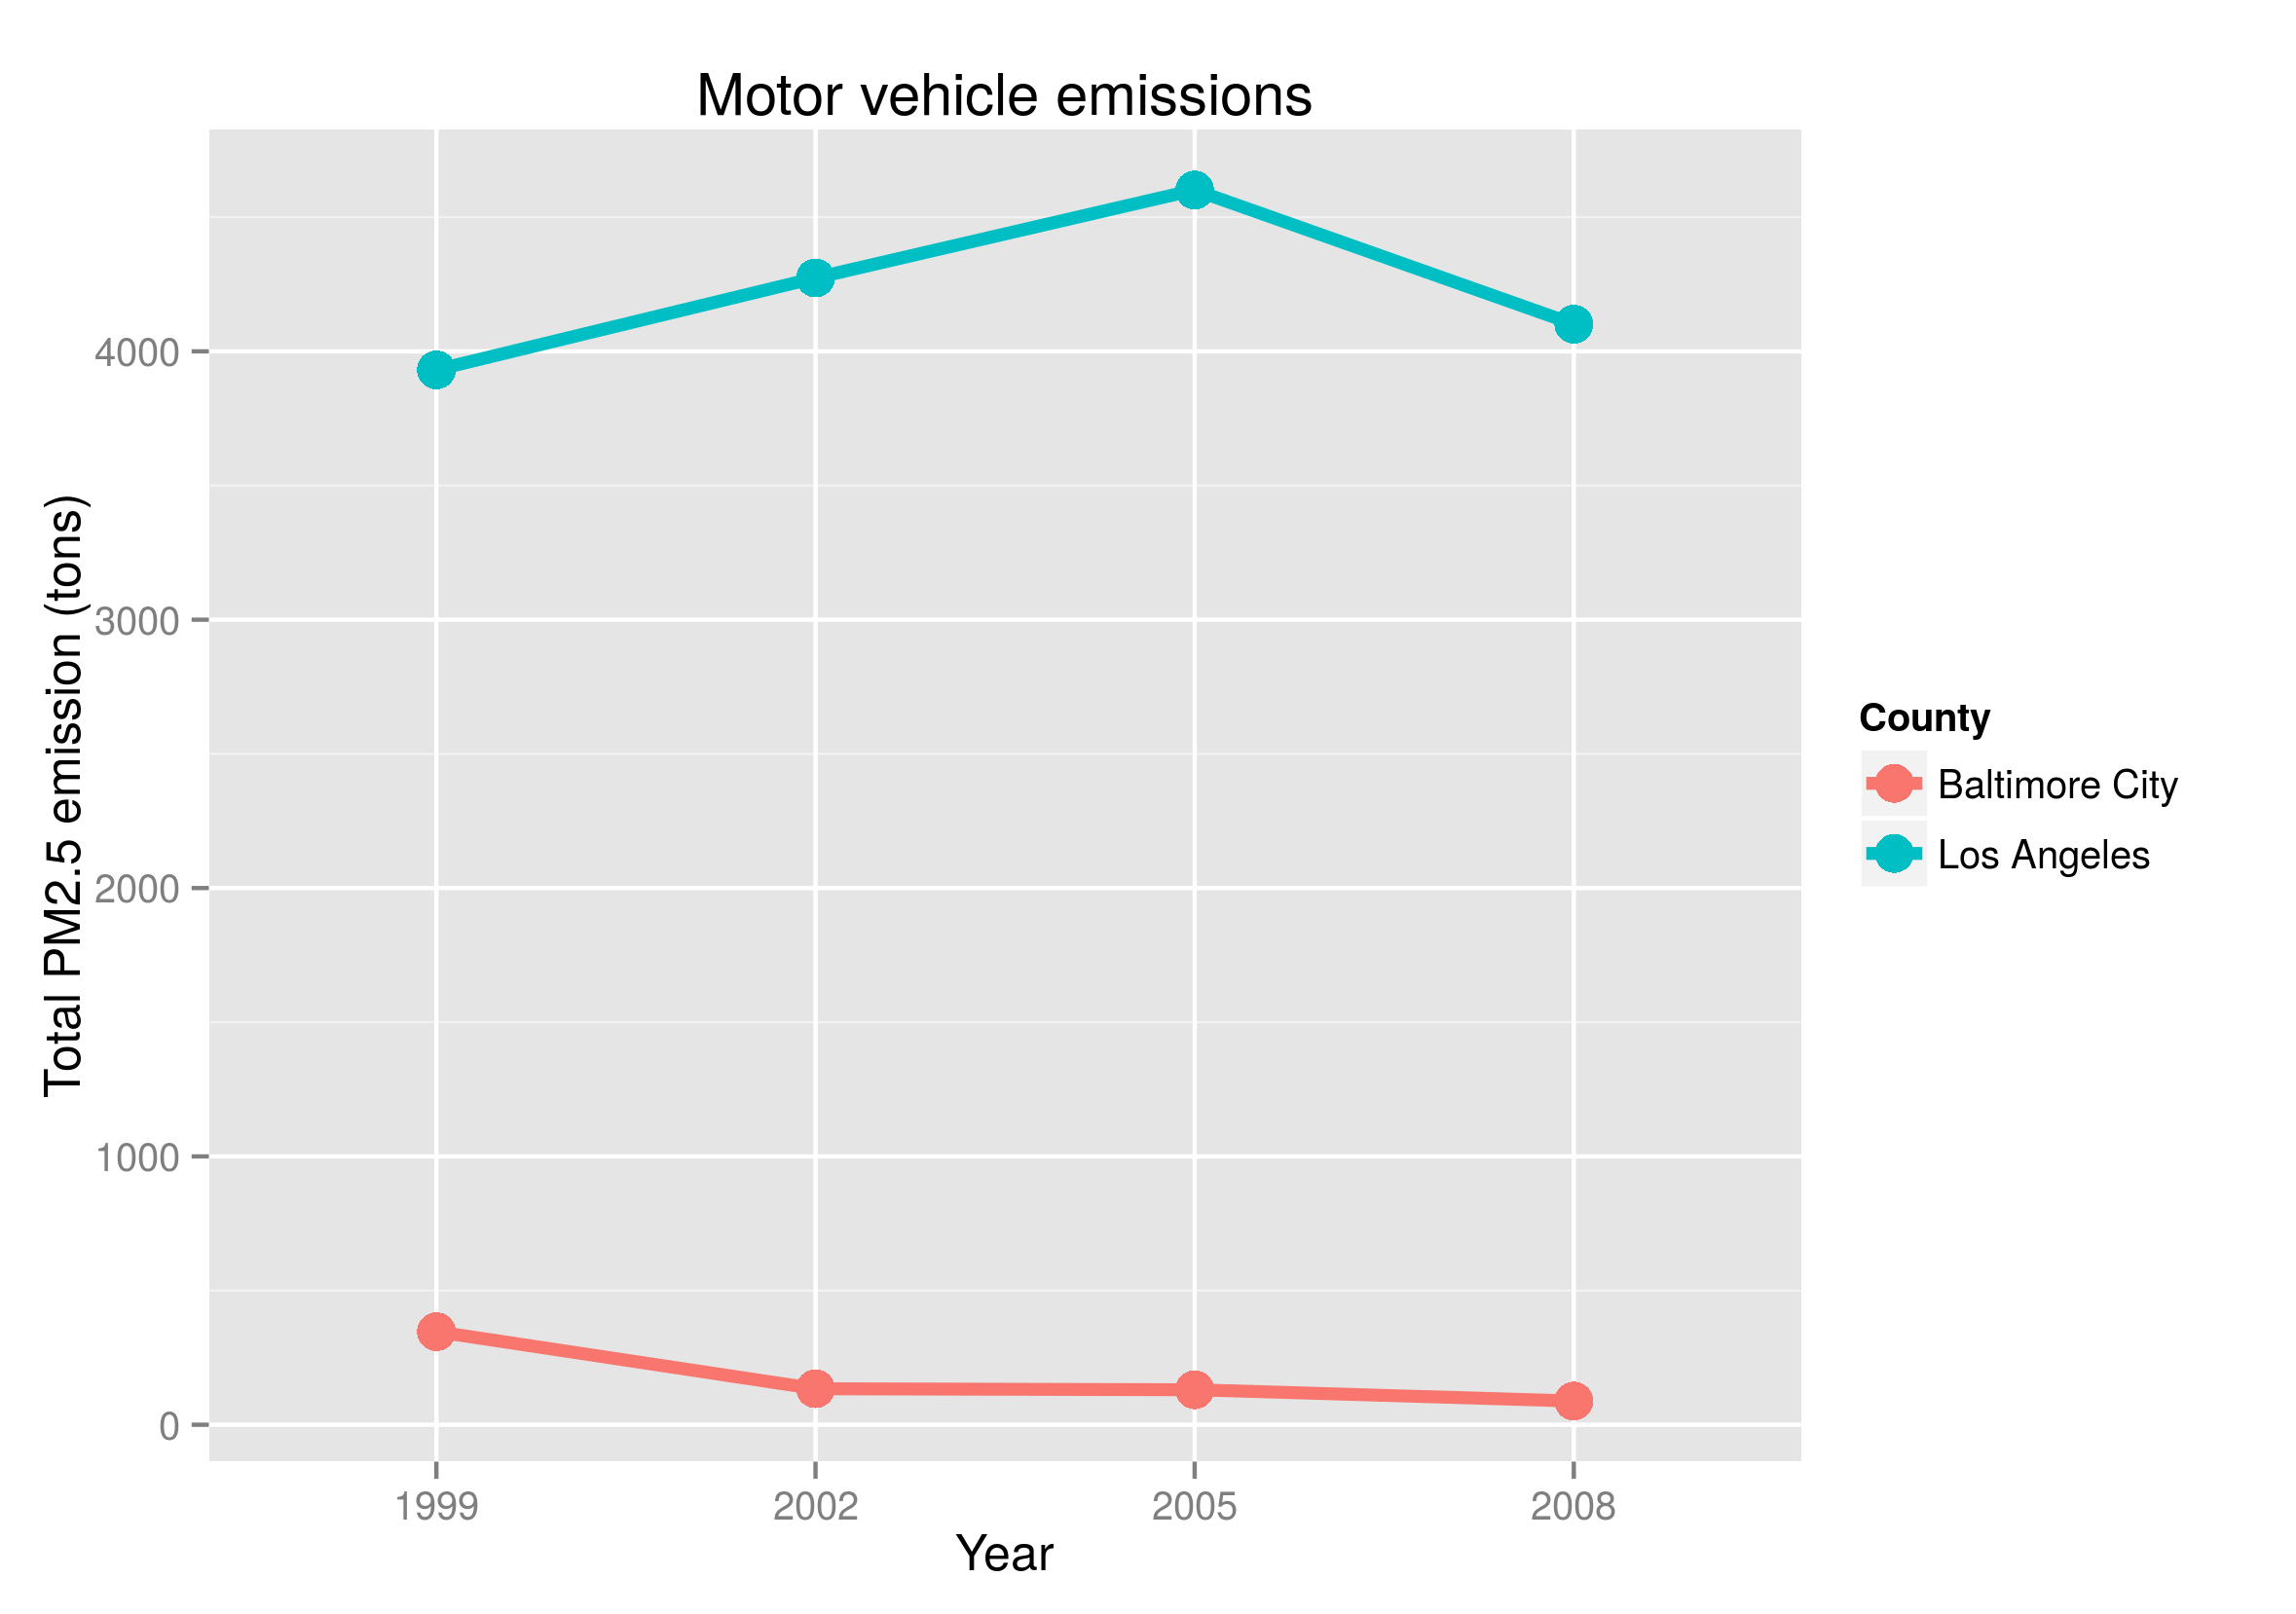 Motor vehicle emissions
Total PM2.5 emission (tons)
4000
3000
2000
1000
0
1999 2002 2005 2008
Year
County
Baltimore City
Los Angeles